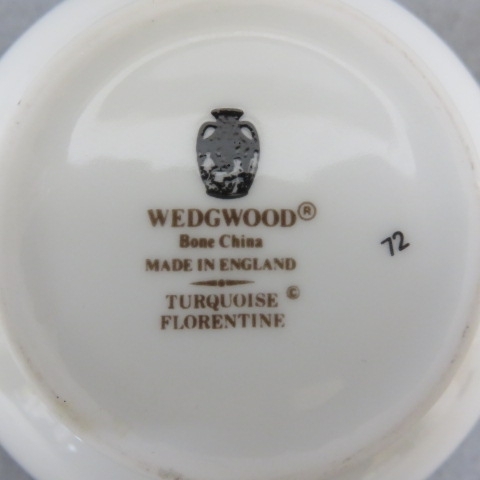 WEDGWOOD®
Bone China
MADE IN ENGLAND
TURQUOISE ©
FLORENTINE
72